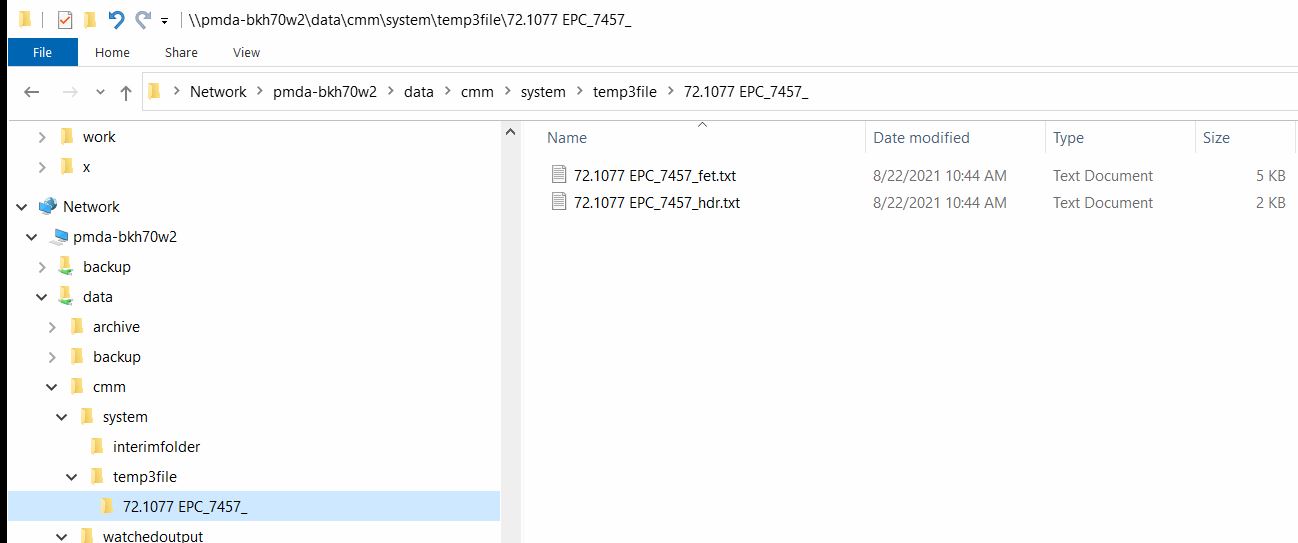 \\pmda-bkh70w2\data\cmm\system\temp3file\72.1077 EPC_7457_
File Home Share View
Network pmda-bkh70w2 data cmm system temp3file 72.1077 EPC_7457_
work
x
Network
pmda-bkh70w2
backup
data
archive
backup
cmm
system
interimfolder
temp3file
72.1077 EPC_7457_
watchedoutput
Name Date modified Type Size
72.1077 EPC_7457_fet.txt 8/22/2021 10:44 AM Text Document 5 KB
72.1077 EPC_7457_hdr.txt 8/22/2021 10:44 AM Text Document 2 KB